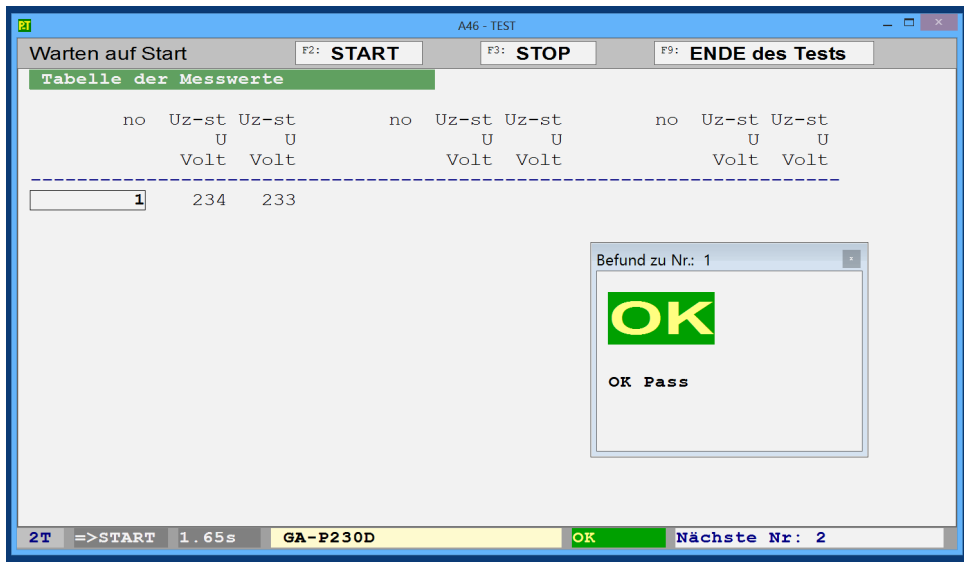 2T A46 - TEST
Warten auf Start F2: START F3: STOP F9: ENDE des Tests
Tabelle der Messwerte
no Uz-st Uz-st no Uz-st Uz-st no Uz-st Uz-st
U U U U U U
Volt Volt Volt Volt Volt Volt
1 234 233
Befund zu Nr.: 1
OK
OK Pass
2T =>START 1.65s GA-P230D OK Nächste Nr: 2